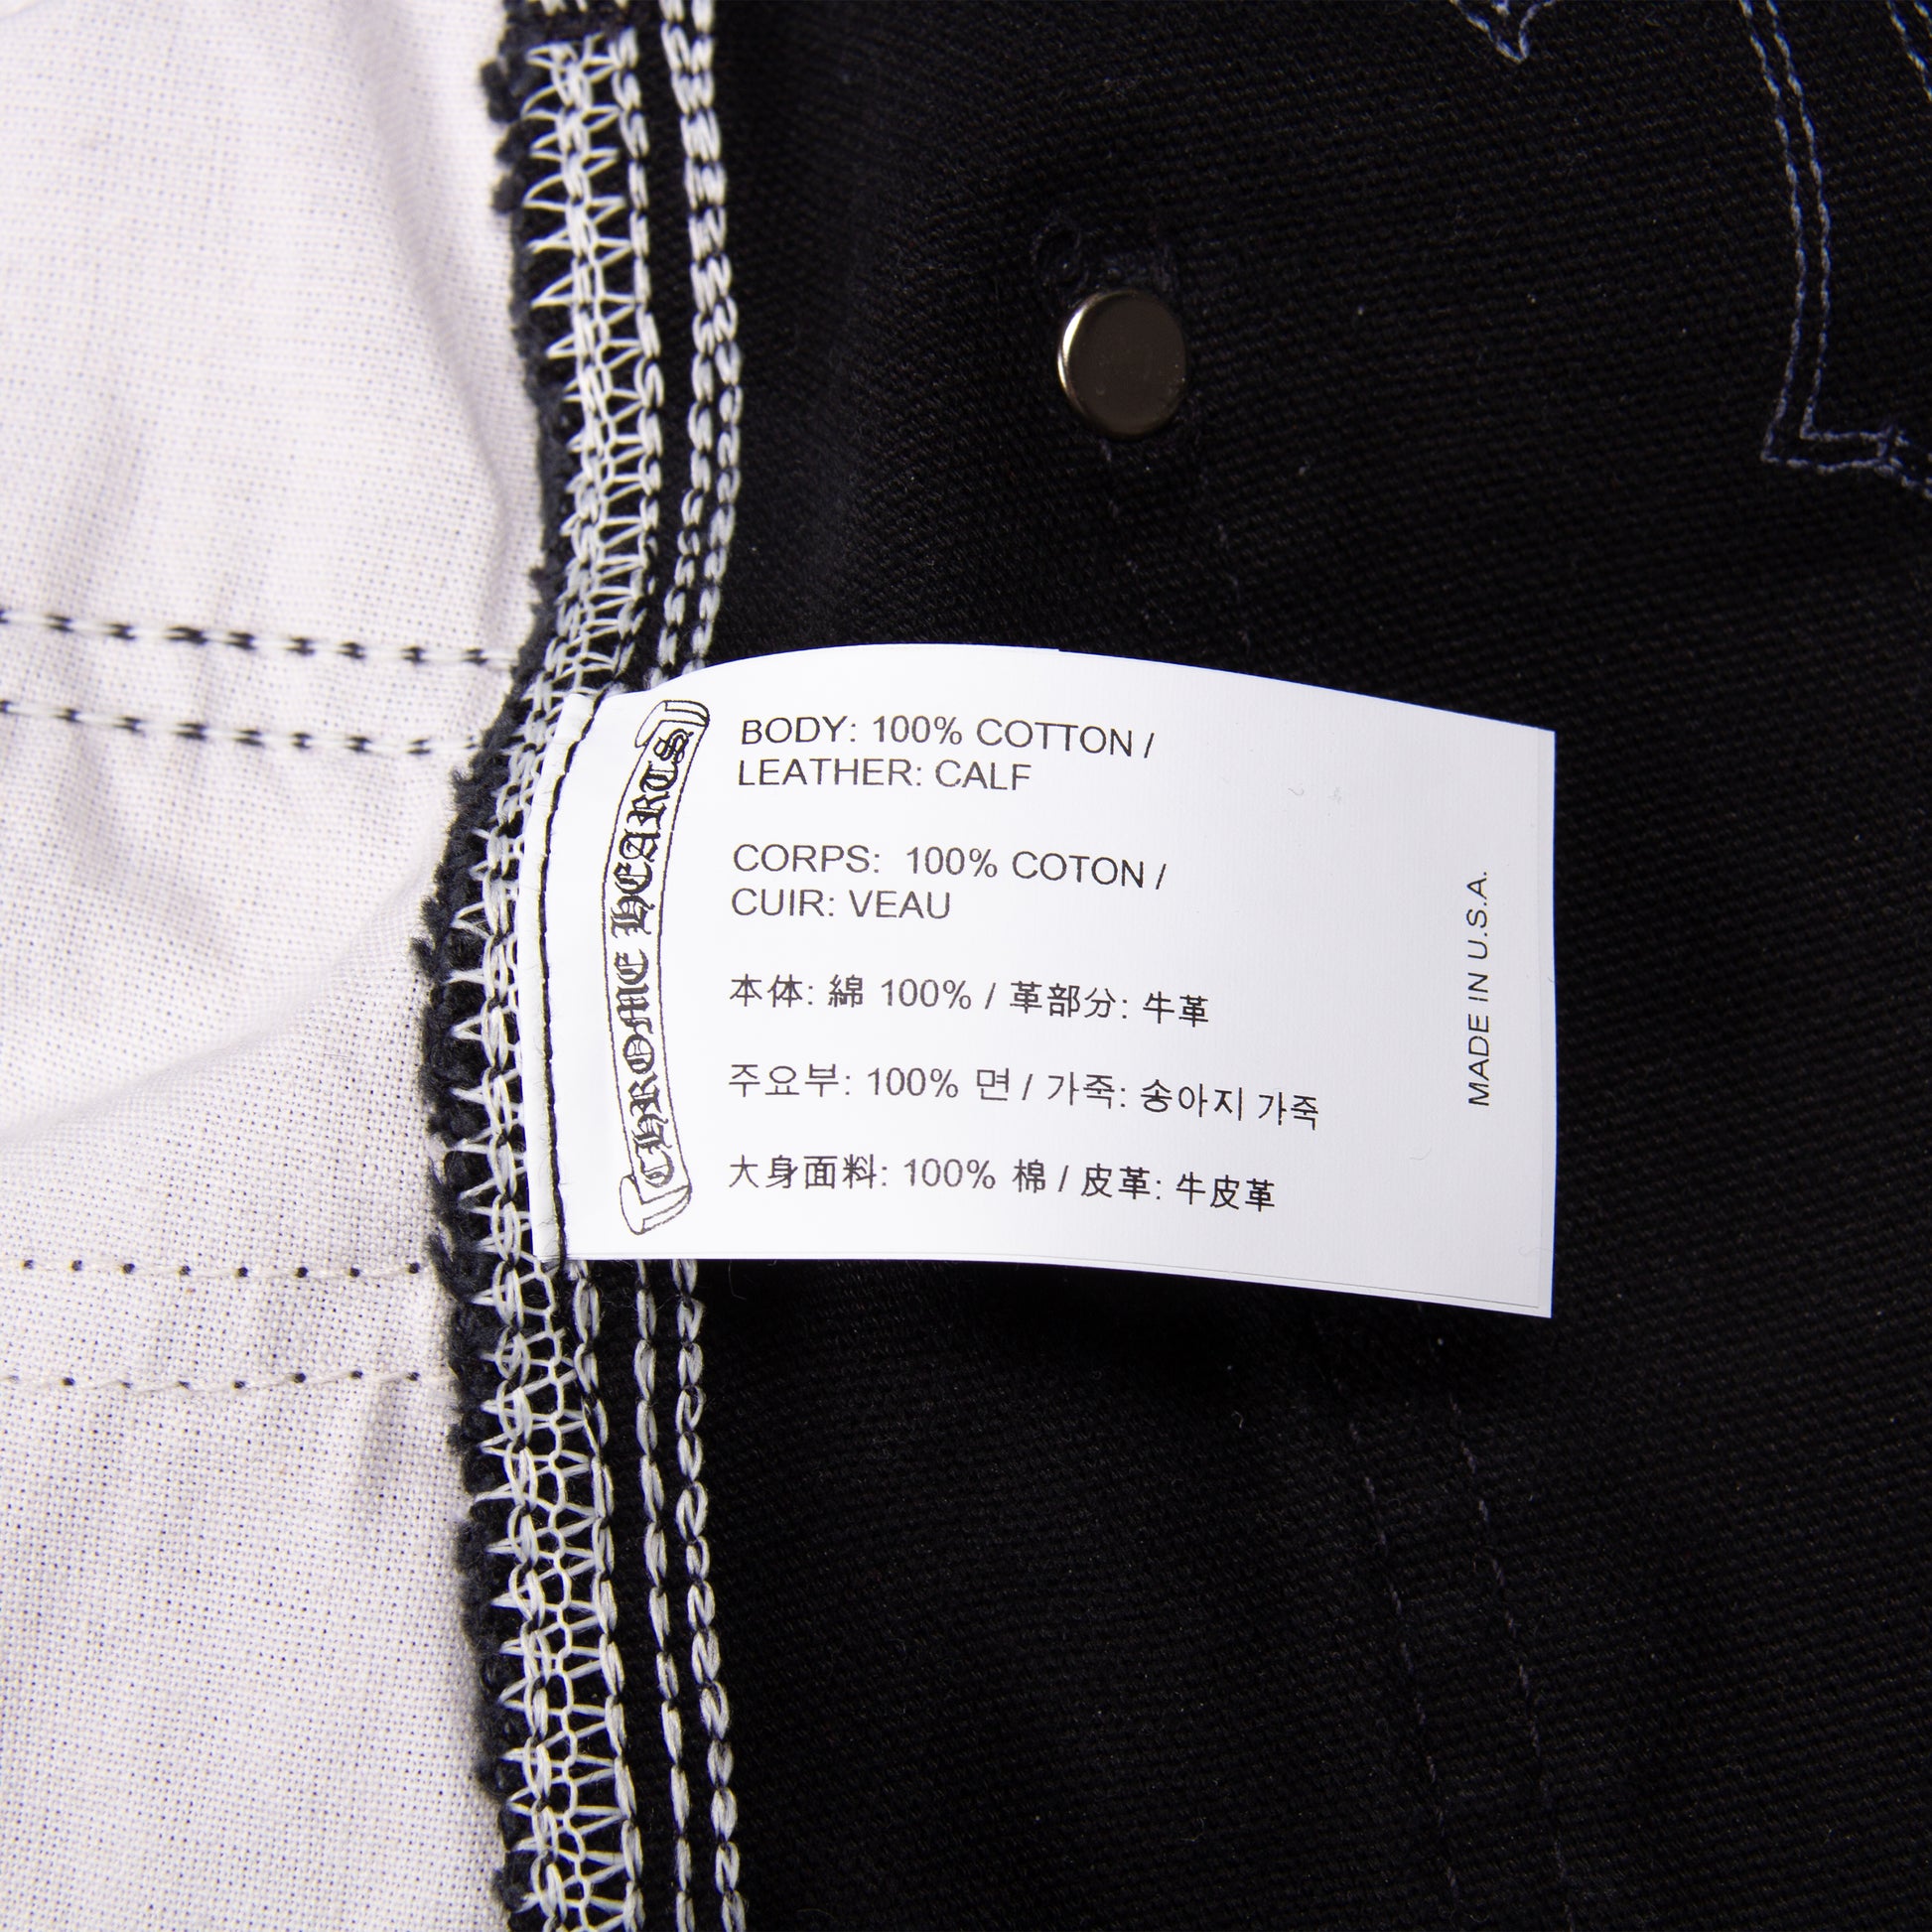 CHROME HEARTS
BODY: 100% COTTON /
LEATHER: CALF
CORPS: 100% COTON /
CUIR: VEAU
本体: 綿 100% / 革部分: 牛革
주요부: 100% 면 / 가죽: 송아지 가죽
大身面料: 100% 棉 / 皮革: 牛皮革
MADE IN U.S.A.